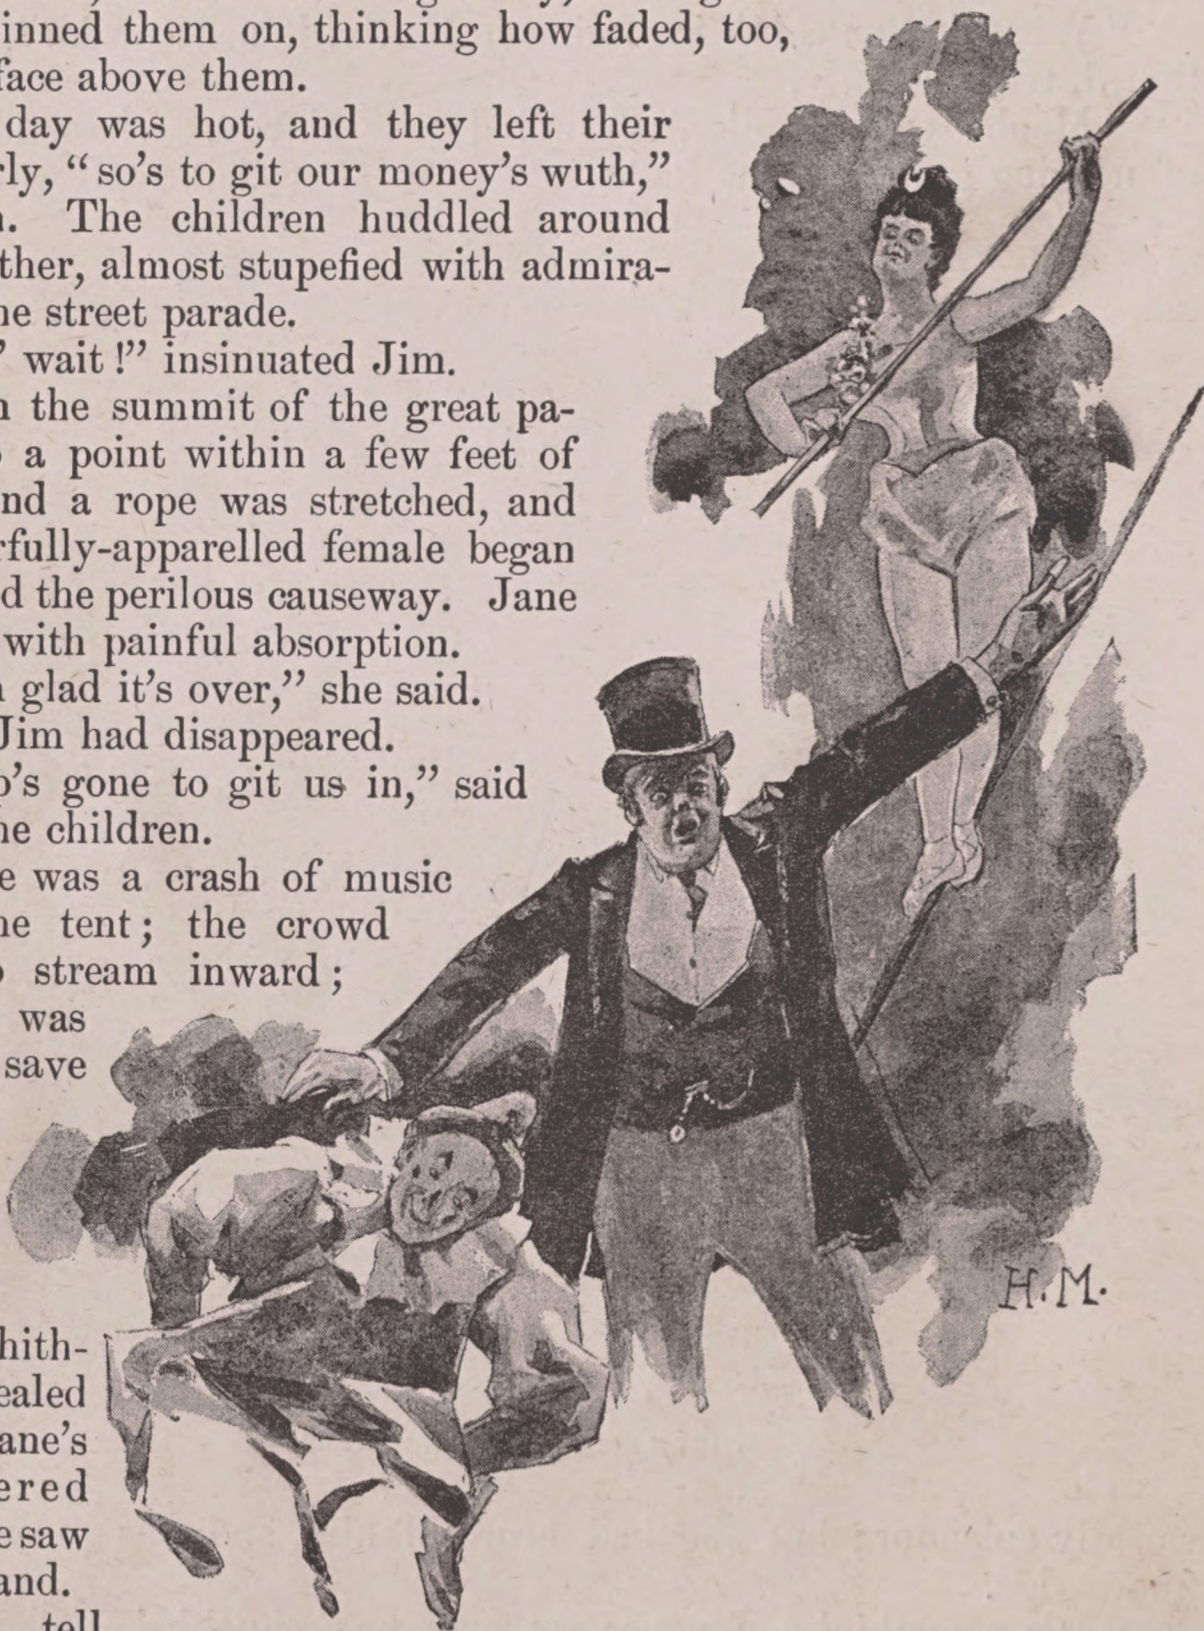 inned them on, thinking how faded, too,
face above them.
day was hot, and they left their
rly, “so's to git our money's wuth,”
The children huddled around
ther, almost stupefied with admira-
he street parade.
’ wait !” insinuated Jim.
the summit of the great pa-
a point within a few feet of
nd a rope was stretched, and
rfully-apparelled female began
d the perilous causeway. Jane
with painful absorption.
glad it's over,” she said.
Jim had disappeared.
p's gone to git us in,” said
he children.
e was a crash of music
he tent; the crowd
stream inward;
was
save
hith-
ealed
ane's
ered
e saw
and.
tell
H.M.